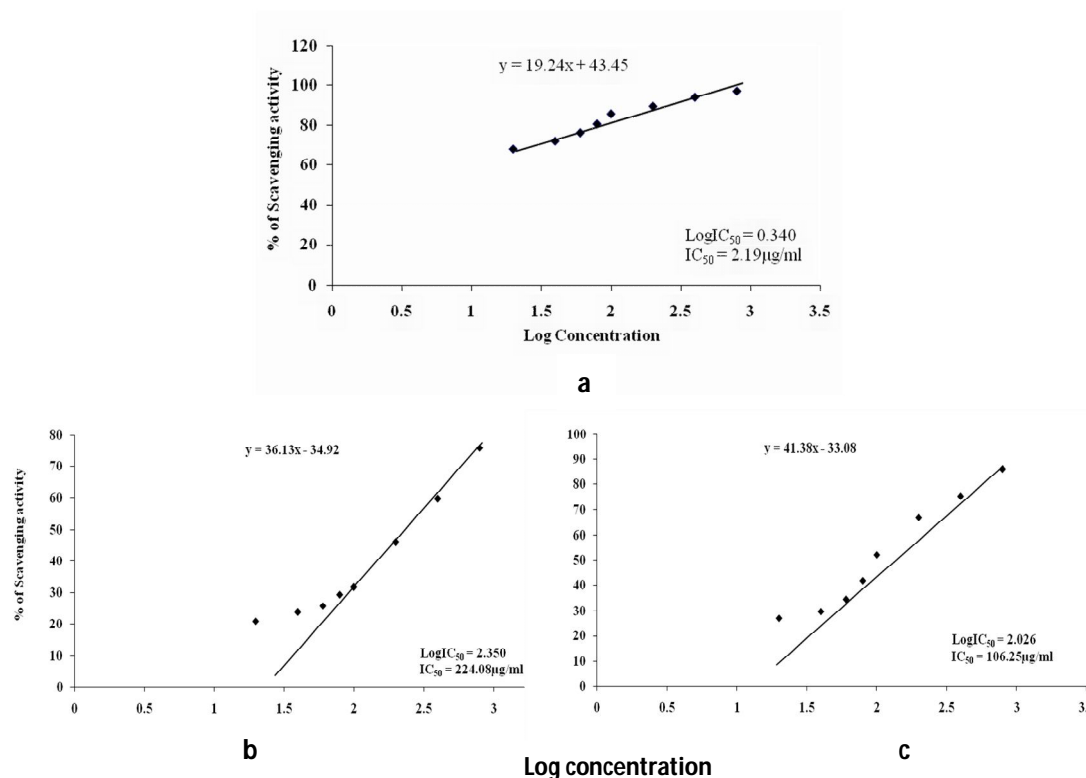 120
y = 19.24x + 43.45
100
80
60
40
20
0
% of Scavenging activity
LogIC₅₀ = 0.340
IC₅₀ = 2.19µg/ml
0 0.5 1 1.5 2 2.5 3 3.5
Log Concentration
a
80
y = 36.13x - 34.92
70
60
50
40
30
20
10
0
% of Scavenging activity
LogIC₅₀ = 2.350
IC₅₀ = 224.08µg/ml
0 0.5 1 1.5 2 2.5 3
b
100
y = 41.38x - 33.08
90
80
70
60
50
40
30
20
10
0
LogIC₅₀ = 2.026
IC₅₀ = 106.25µg/ml
0 0.5 1 1.5 2 2.5 3 3.5
c
Log concentration